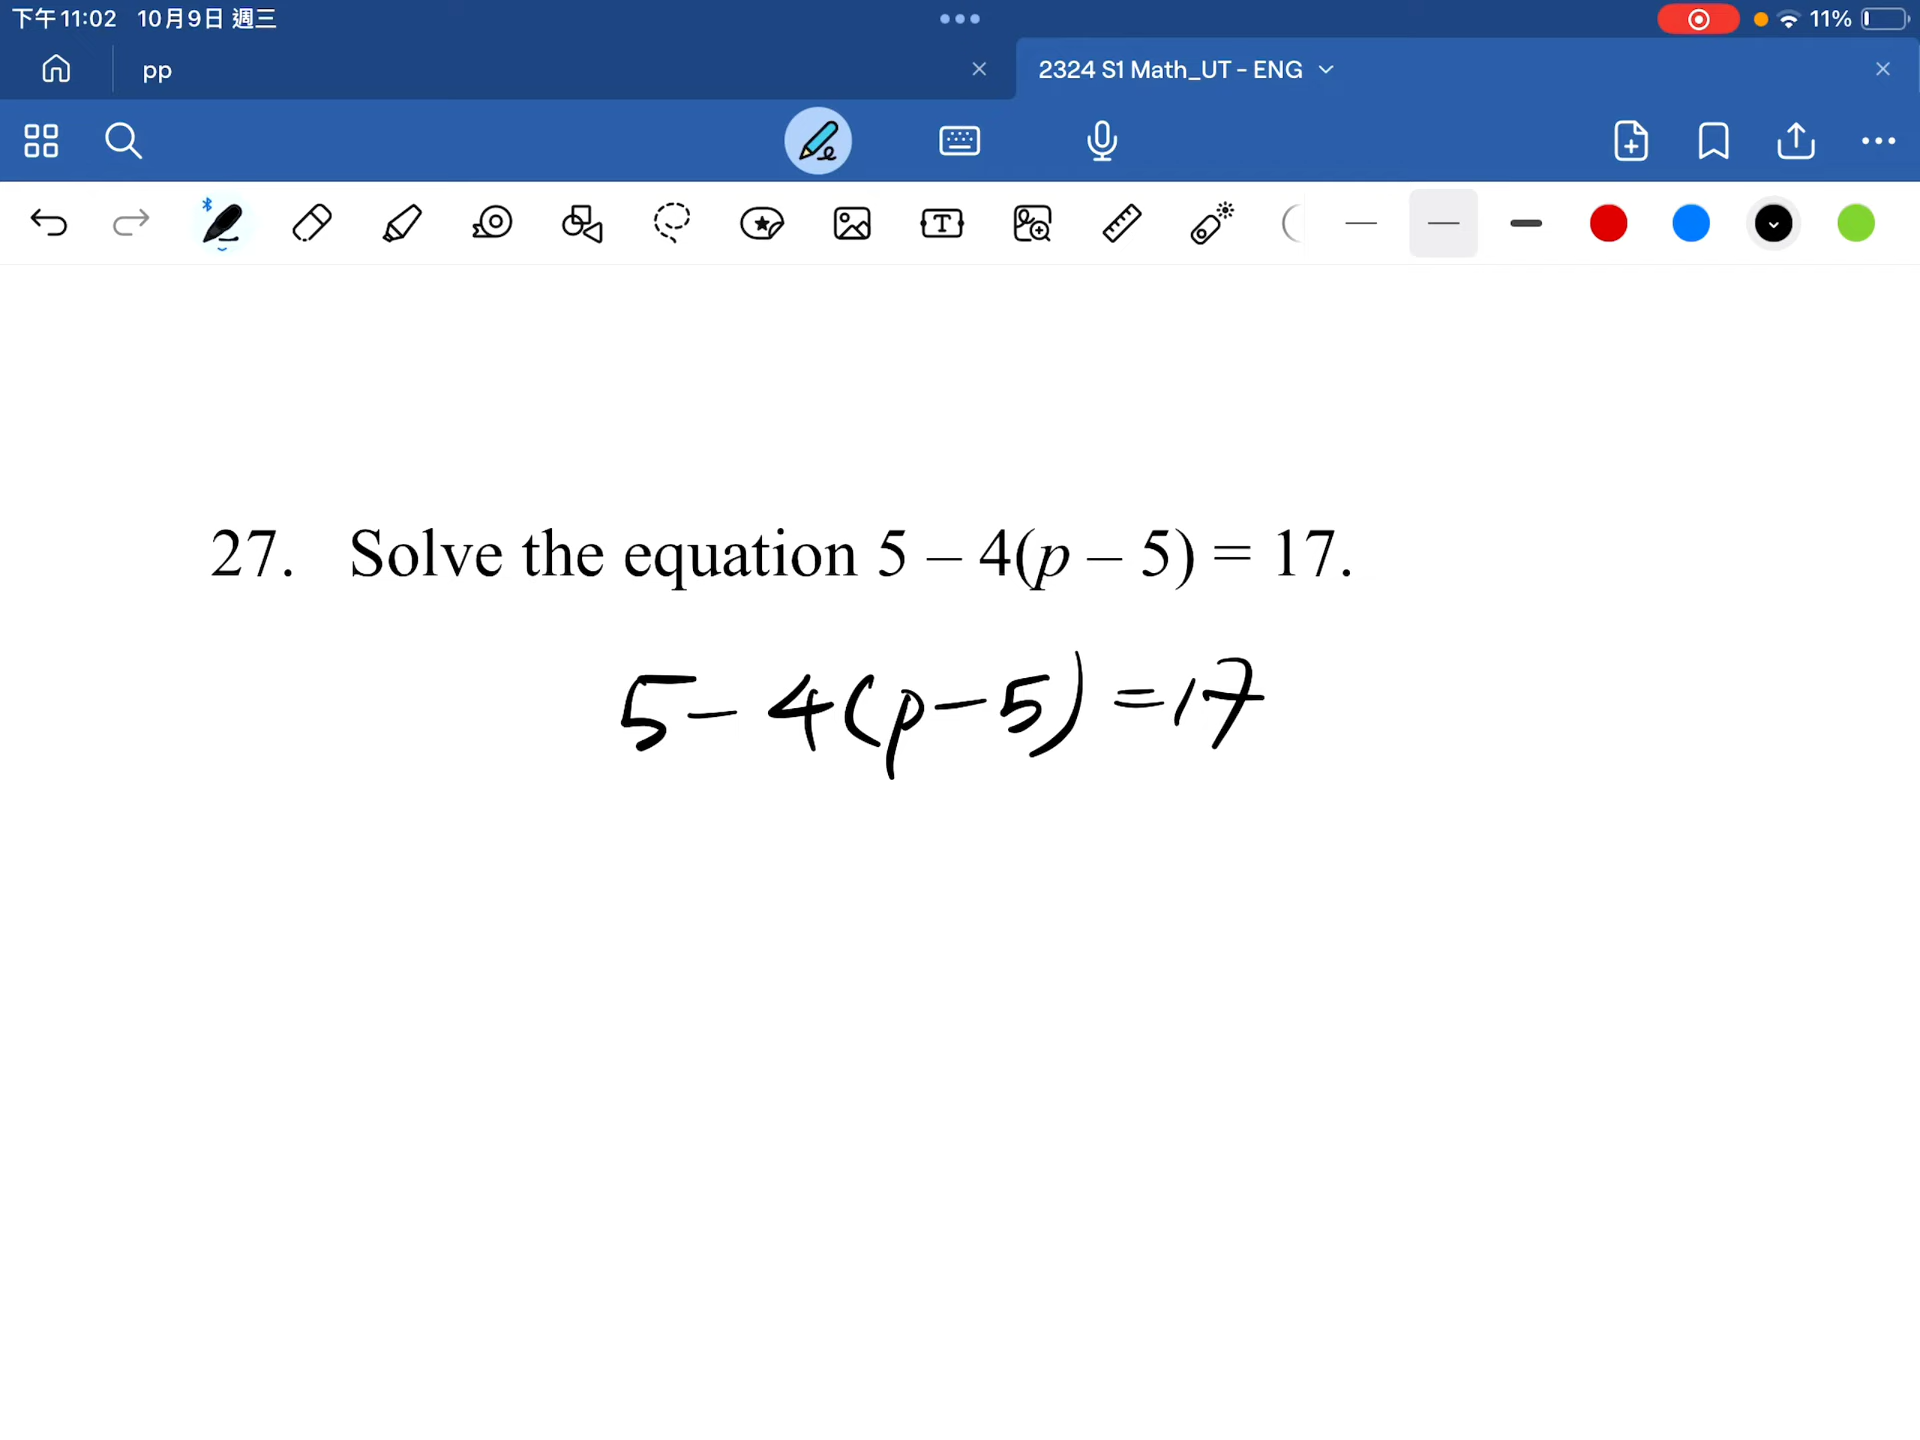 下午11:02 10月9日 週三 11%
pp 2324 S1 Math_UT - ENG
27. Solve the equation 5 – 4(p – 5) = 17.
5 - 4(p - 5) = 17